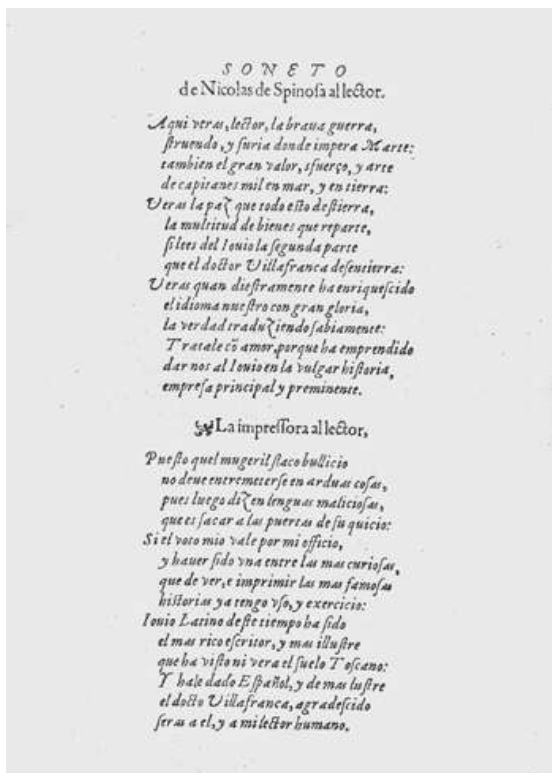 SONETO
de Nicolas de Spinoſa al lector.
Aqui veras, lector, la braua guerra,
ſtruendo, y furia donde impera Marte:
tambien el gran valor, sfuerço, y arte
de capitanes mil en mar, y en tierra:
Veras la paz que todo eſto deſtierra,
la multitud de bienes que reparte,
ſi lees del Iouio la ſegunda parte
que el doctor Villafranca deſentierra:
Veras quan dieſtramente ha enriqueſcido
el idioma nueſtro con gran gloria,
la verdad traduziendo ſabiamente:
Tratale cõ amor, porque ha emprendido
dar nos al Iouio en la vulgar hiſtoria,
empreſa principal y preminente.
La impreſſora al lector,
Pueſto quel mugeril flaco bullicio
no deue entremeterſe en arduas coſas,
pues luego dizen lenguas malicioſas,
que es ſacar a las puertas de ſu quicio:
Si el voto mio vale por mi officio,
y hauer ſido vna entre las mas curioſas,
que de ver, e imprimir las mas famoſas
hiſtorias ya tengo vſo, y exercicio:
Iouio Latino deſte tiempo ha ſido
el mas rico eſcritor, y mas illuſtre
que ha viſto ni vera el ſuelo Toſcano:
Y hale dado Eſpañol, y de mas luſtre
el docto Villafranca, agradeſcido
ſeras a el, y a mi lector humano.